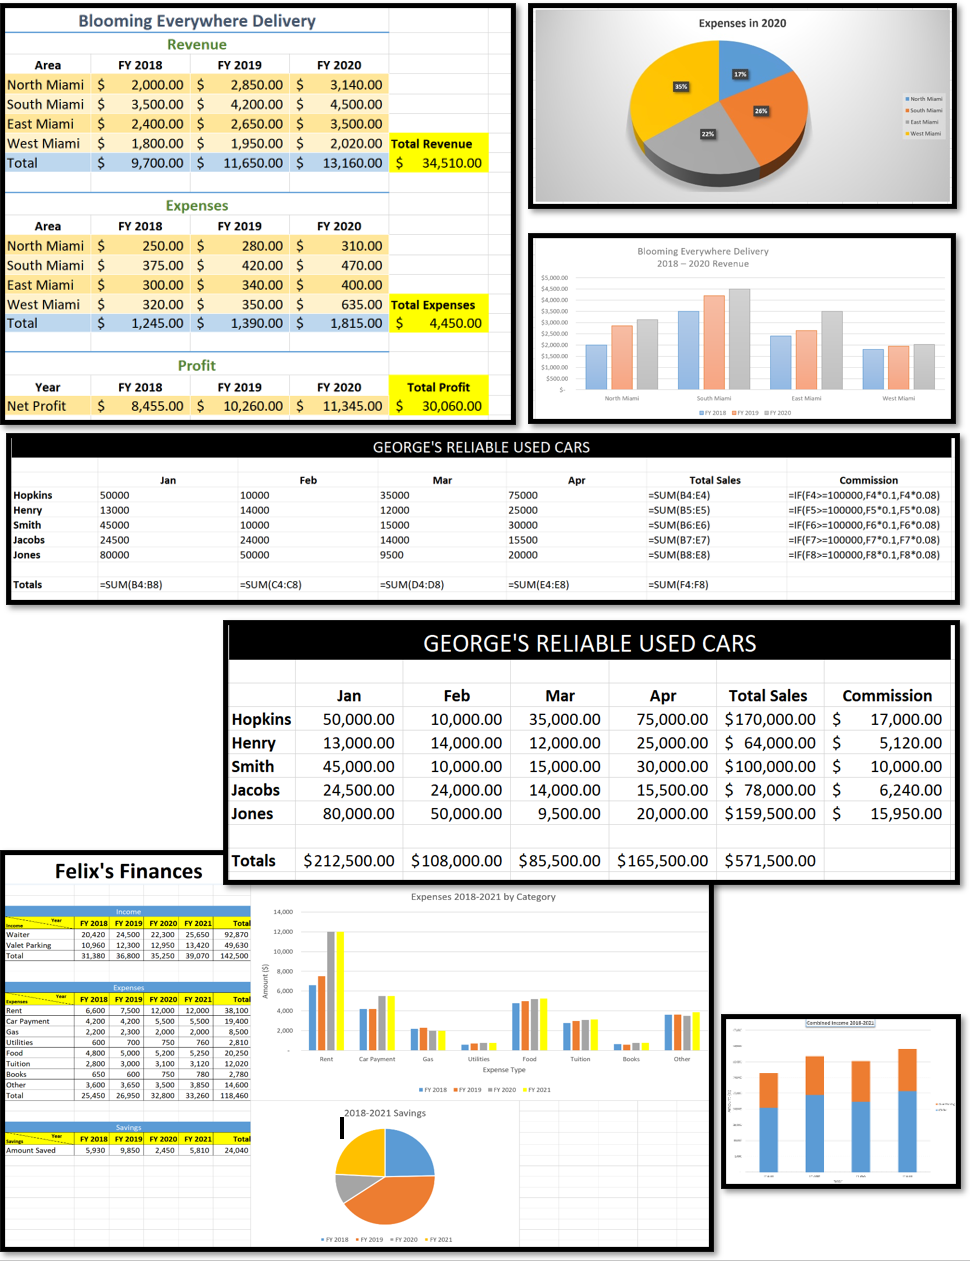 Blooming Everywhere Delivery
Revenue
Area FY 2018 FY 2019 FY 2020
North Miami $ 2,000.00 $ 2,850.00 $ 3,140.00
South Miami $ 3,500.00 $ 4,200.00 $ 4,500.00
East Miami $ 2,400.00 $ 2,650.00 $ 3,500.00
West Miami $ 1,800.00 $ 1,950.00 $ 2,020.00 Total Revenue
Total $ 9,700.00 $ 11,650.00 $ 13,160.00 $ 34,510.00
Expenses
Area FY 2018 FY 2019 FY 2020
North Miami $ 250.00 $ 280.00 $ 310.00
South Miami $ 375.00 $ 420.00 $ 470.00
East Miami $ 300.00 $ 340.00 $ 400.00
West Miami $ 320.00 $ 350.00 $ 635.00 Total Expenses
Total $ 1,245.00 $ 1,390.00 $ 1,815.00 $ 4,450.00
Profit
Year FY 2018 FY 2019 FY 2020 Total Profit
Net Profit $ 8,455.00 $ 10,260.00 $ 11,345.00 $ 30,060.00
Expenses in 2020
17%
35%
26%
22%
North Miami
South Miami
East Miami
West Miami
Blooming Everywhere Delivery
2018 – 2020 Revenue
$5,000.00
$4,500.00
$4,000.00
$3,500.00
$3,000.00
$2,500.00
$2,000.00
$1,500.00
$1,000.00
$500.00
$-
North Miami South Miami East Miami West Miami
FY 2018 FY 2019 FY 2020
GEORGE'S RELIABLE USED CARS
Jan Feb Mar Apr Total Sales Commission
Hopkins 50000 10000 35000 75000 =SUM(B4:E4) =IF(F4>=100000,F4*0.1,F4*0.08)
Henry 13000 14000 12000 25000 =SUM(B5:E5) =IF(F5>=100000,F5*0.1,F5*0.08)
Smith 45000 10000 15000 30000 =SUM(B6:E6) =IF(F6>=100000,F6*0.1,F6*0.08)
Jacobs 24500 24000 14000 15500 =SUM(B7:E7) =IF(F7>=100000,F7*0.1,F7*0.08)
Jones 80000 50000 9500 20000 =SUM(B8:E8) =IF(F8>=100000,F8*0.1,F8*0.08)
Totals =SUM(B4:B8) =SUM(C4:C8) =SUM(D4:D8) =SUM(E4:E8) =SUM(F4:F8)
GEORGE'S RELIABLE USED CARS
Jan Feb Mar Apr Total Sales Commission
Hopkins 50,000.00 10,000.00 35,000.00 75,000.00 $170,000.00 $ 17,000.00
Henry 13,000.00 14,000.00 12,000.00 25,000.00 $ 64,000.00 $ 5,120.00
Smith 45,000.00 10,000.00 15,000.00 30,000.00 $100,000.00 $ 10,000.00
Jacobs 24,500.00 24,000.00 14,000.00 15,500.00 $ 78,000.00 $ 6,240.00
Jones 80,000.00 50,000.00 9,500.00 20,000.00 $159,500.00 $ 15,950.00
Totals $212,500.00 $108,000.00 $85,500.00 $165,500.00 $571,500.00
Felix's Finances
Income
Year
Income FY 2018 FY 2019 FY 2020 FY 2021 Total
Waiter 20,420 24,500 22,300 25,650 92,870
Valet Parking 10,960 12,300 12,950 13,420 49,630
Total 31,380 36,800 35,250 39,070 142,500
Expenses
Year
Expenses FY 2018 FY 2019 FY 2020 FY 2021 Total
Rent 6,600 7,500 12,000 12,000 38,100
Car Payment 4,200 4,200 5,500 5,500 19,400
Gas 2,200 2,300 2,000 2,000 8,500
Utilities 600 700 750 760 2,810
Food 4,800 5,000 5,200 5,250 20,250
Tuition 2,800 3,000 3,100 3,120 12,020
Books 650 600 750 780 2,780
Other 3,600 3,650 3,500 3,850 14,600
Total 25,450 26,950 32,800 33,260 118,460
Savings
Year
Savings FY 2018 FY 2019 FY 2020 FY 2021 Total
Amount Saved 5,930 9,850 2,450 5,810 24,040
Expenses 2018-2021 by Category
14,000
12,000
10,000
8,000
6,000
4,000
2,000
-
Amount ($)
Rent Car Payment Gas Utilities Food Tuition Books Other
Expense Type
FY 2018 FY 2019 FY 2020 FY 2021
2018-2021 Savings
FY 2018 FY 2019 FY 2020 FY 2021
Combined Income 2018-2021